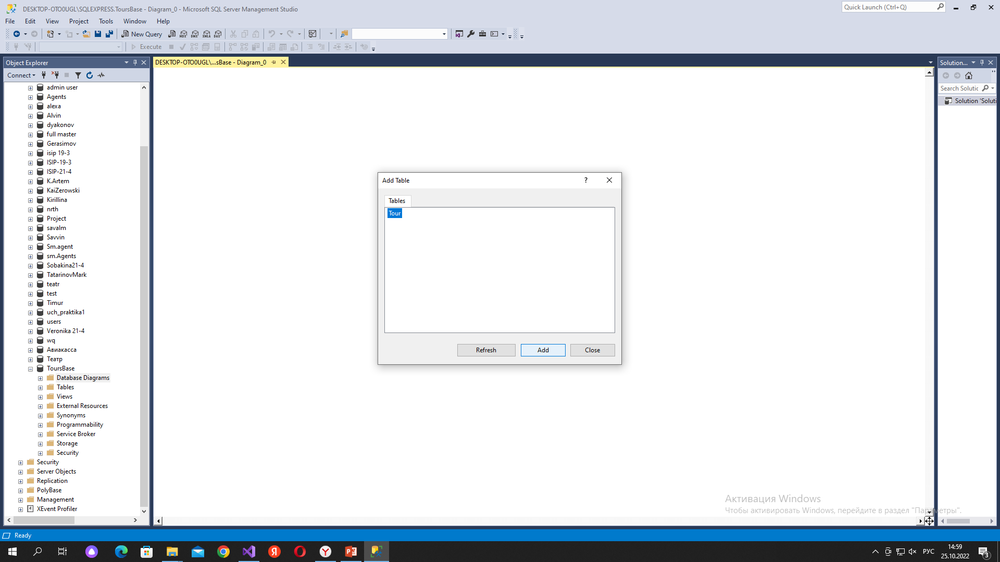 DESKTOP-OTO0UGL\SQLEXPRESS.ToursBase - Diagram_0 - Microsoft SQL Server Management Studio
Quick Launch (Ctrl+Q)
File Edit View Project Tools Window Help
New Query
MDX DMX XMLA DAX
Execute
Object Explorer
DESKTOP-OTO0UGL\...sBase - Diagram_0
Solution...
Connect
Search Solutic
Solution 'Soluti
admin user
Agents
alexa
Alvin
dyakonov
full master
Gerasimov
isip 19-3
ISIP-19-3
ISIP-21-4
K.Artem
KaiZerowski
Kirillina
nrth
Project
savalm
Savvin
Sm.agent
sm.Agents
Sobakina21-4
TatarinovMark
teatr
test
Timur
uch_praktika1
users
Veronika 21-4
wq
Авиакасса
Театр
ToursBase
Database Diagrams
Tables
Views
External Resources
Synonyms
Programmability
Service Broker
Storage
Security
Security
Server Objects
Replication
PolyBase
Management
XEvent Profiler
Add Table
?
Tables
Tour
Refresh
Add
Close
Активация Windows
Чтобы активировать Windows, перейдите в раздел "Параметры".
Ready
РУС
14:59
25.10.2022
3